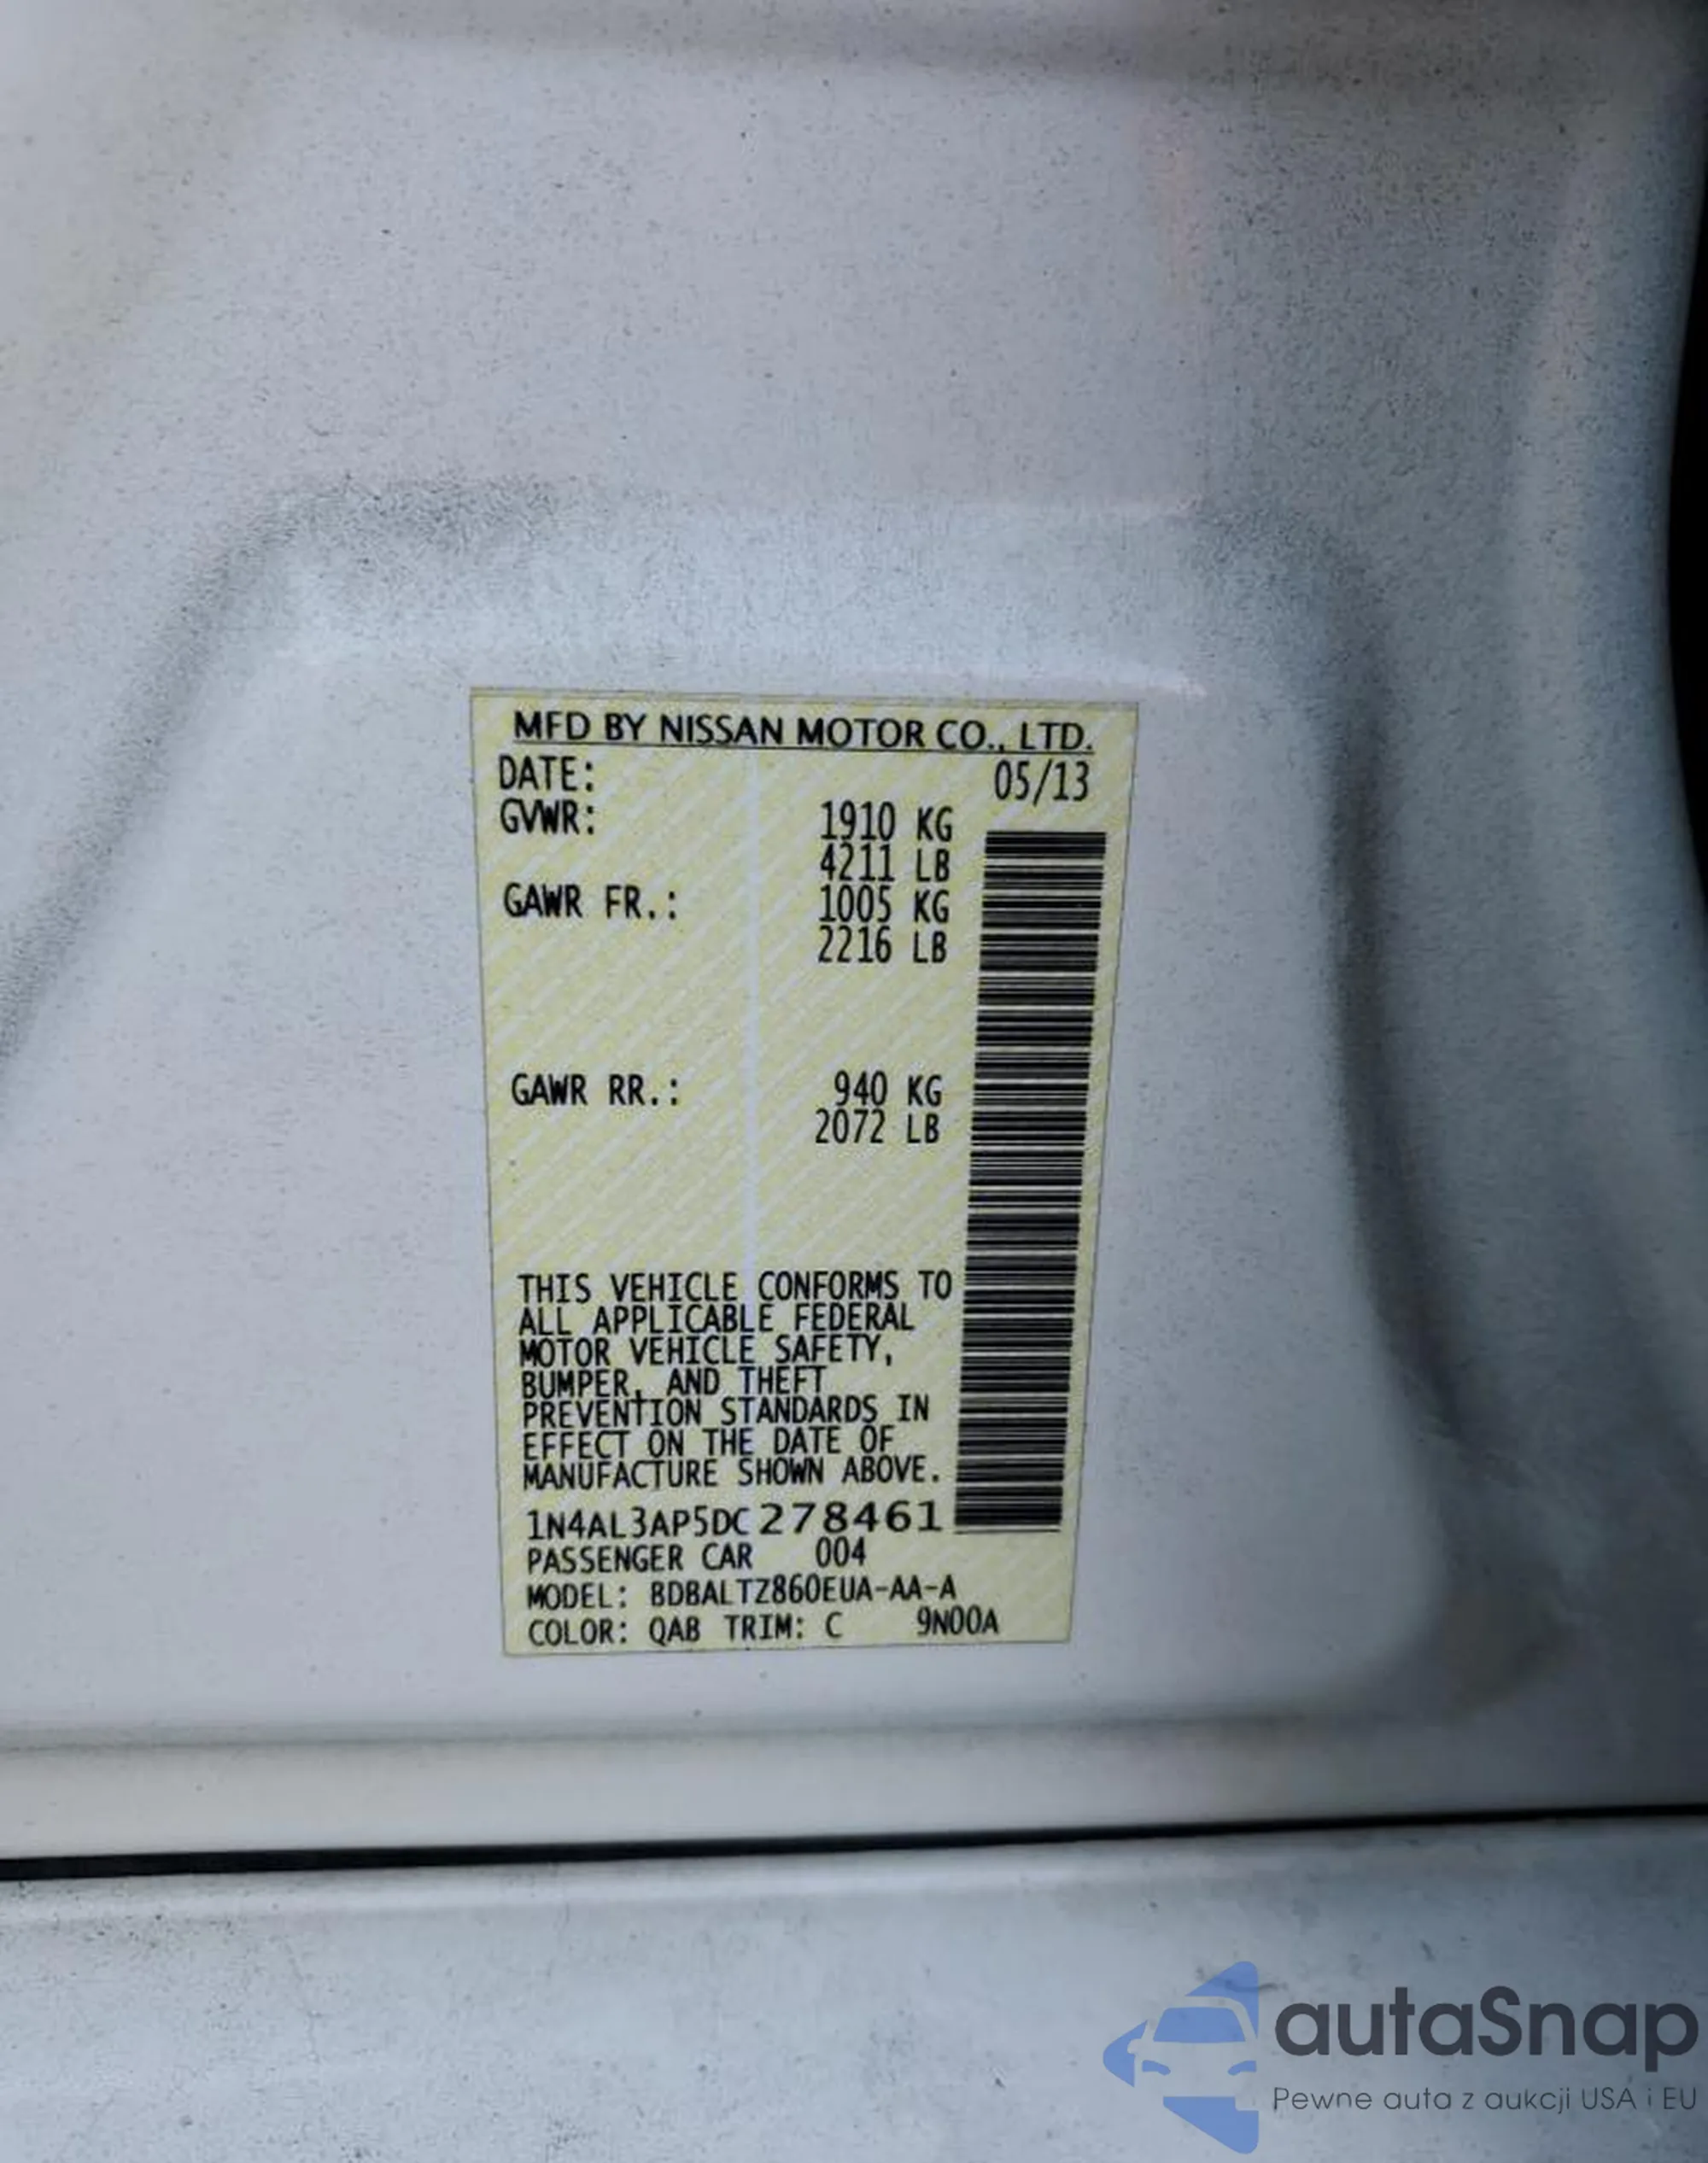 MFD BY NISSAN MOTOR CO., LTD.
DATE: 05/13
GVWR: 1910 KG
4211 LB
GAWR FR.: 1005 KG
2216 LB
GAWR RR.: 940 KG
2072 LB
THIS VEHICLE CONFORMS TO
ALL APPLICABLE FEDERAL
MOTOR VEHICLE SAFETY,
BUMPER, AND THEFT
PREVENTION STANDARDS IN
EFFECT ON THE DATE OF
MANUFACTURE SHOWN ABOVE.
1N4AL3AP5DC278461
PASSENGER CAR 004
MODEL: BDBALTZ860EUA-AA-A
COLOR: QAB TRIM: C 9N00A
autaSnap
Pewne auta z aukcji USA i EU